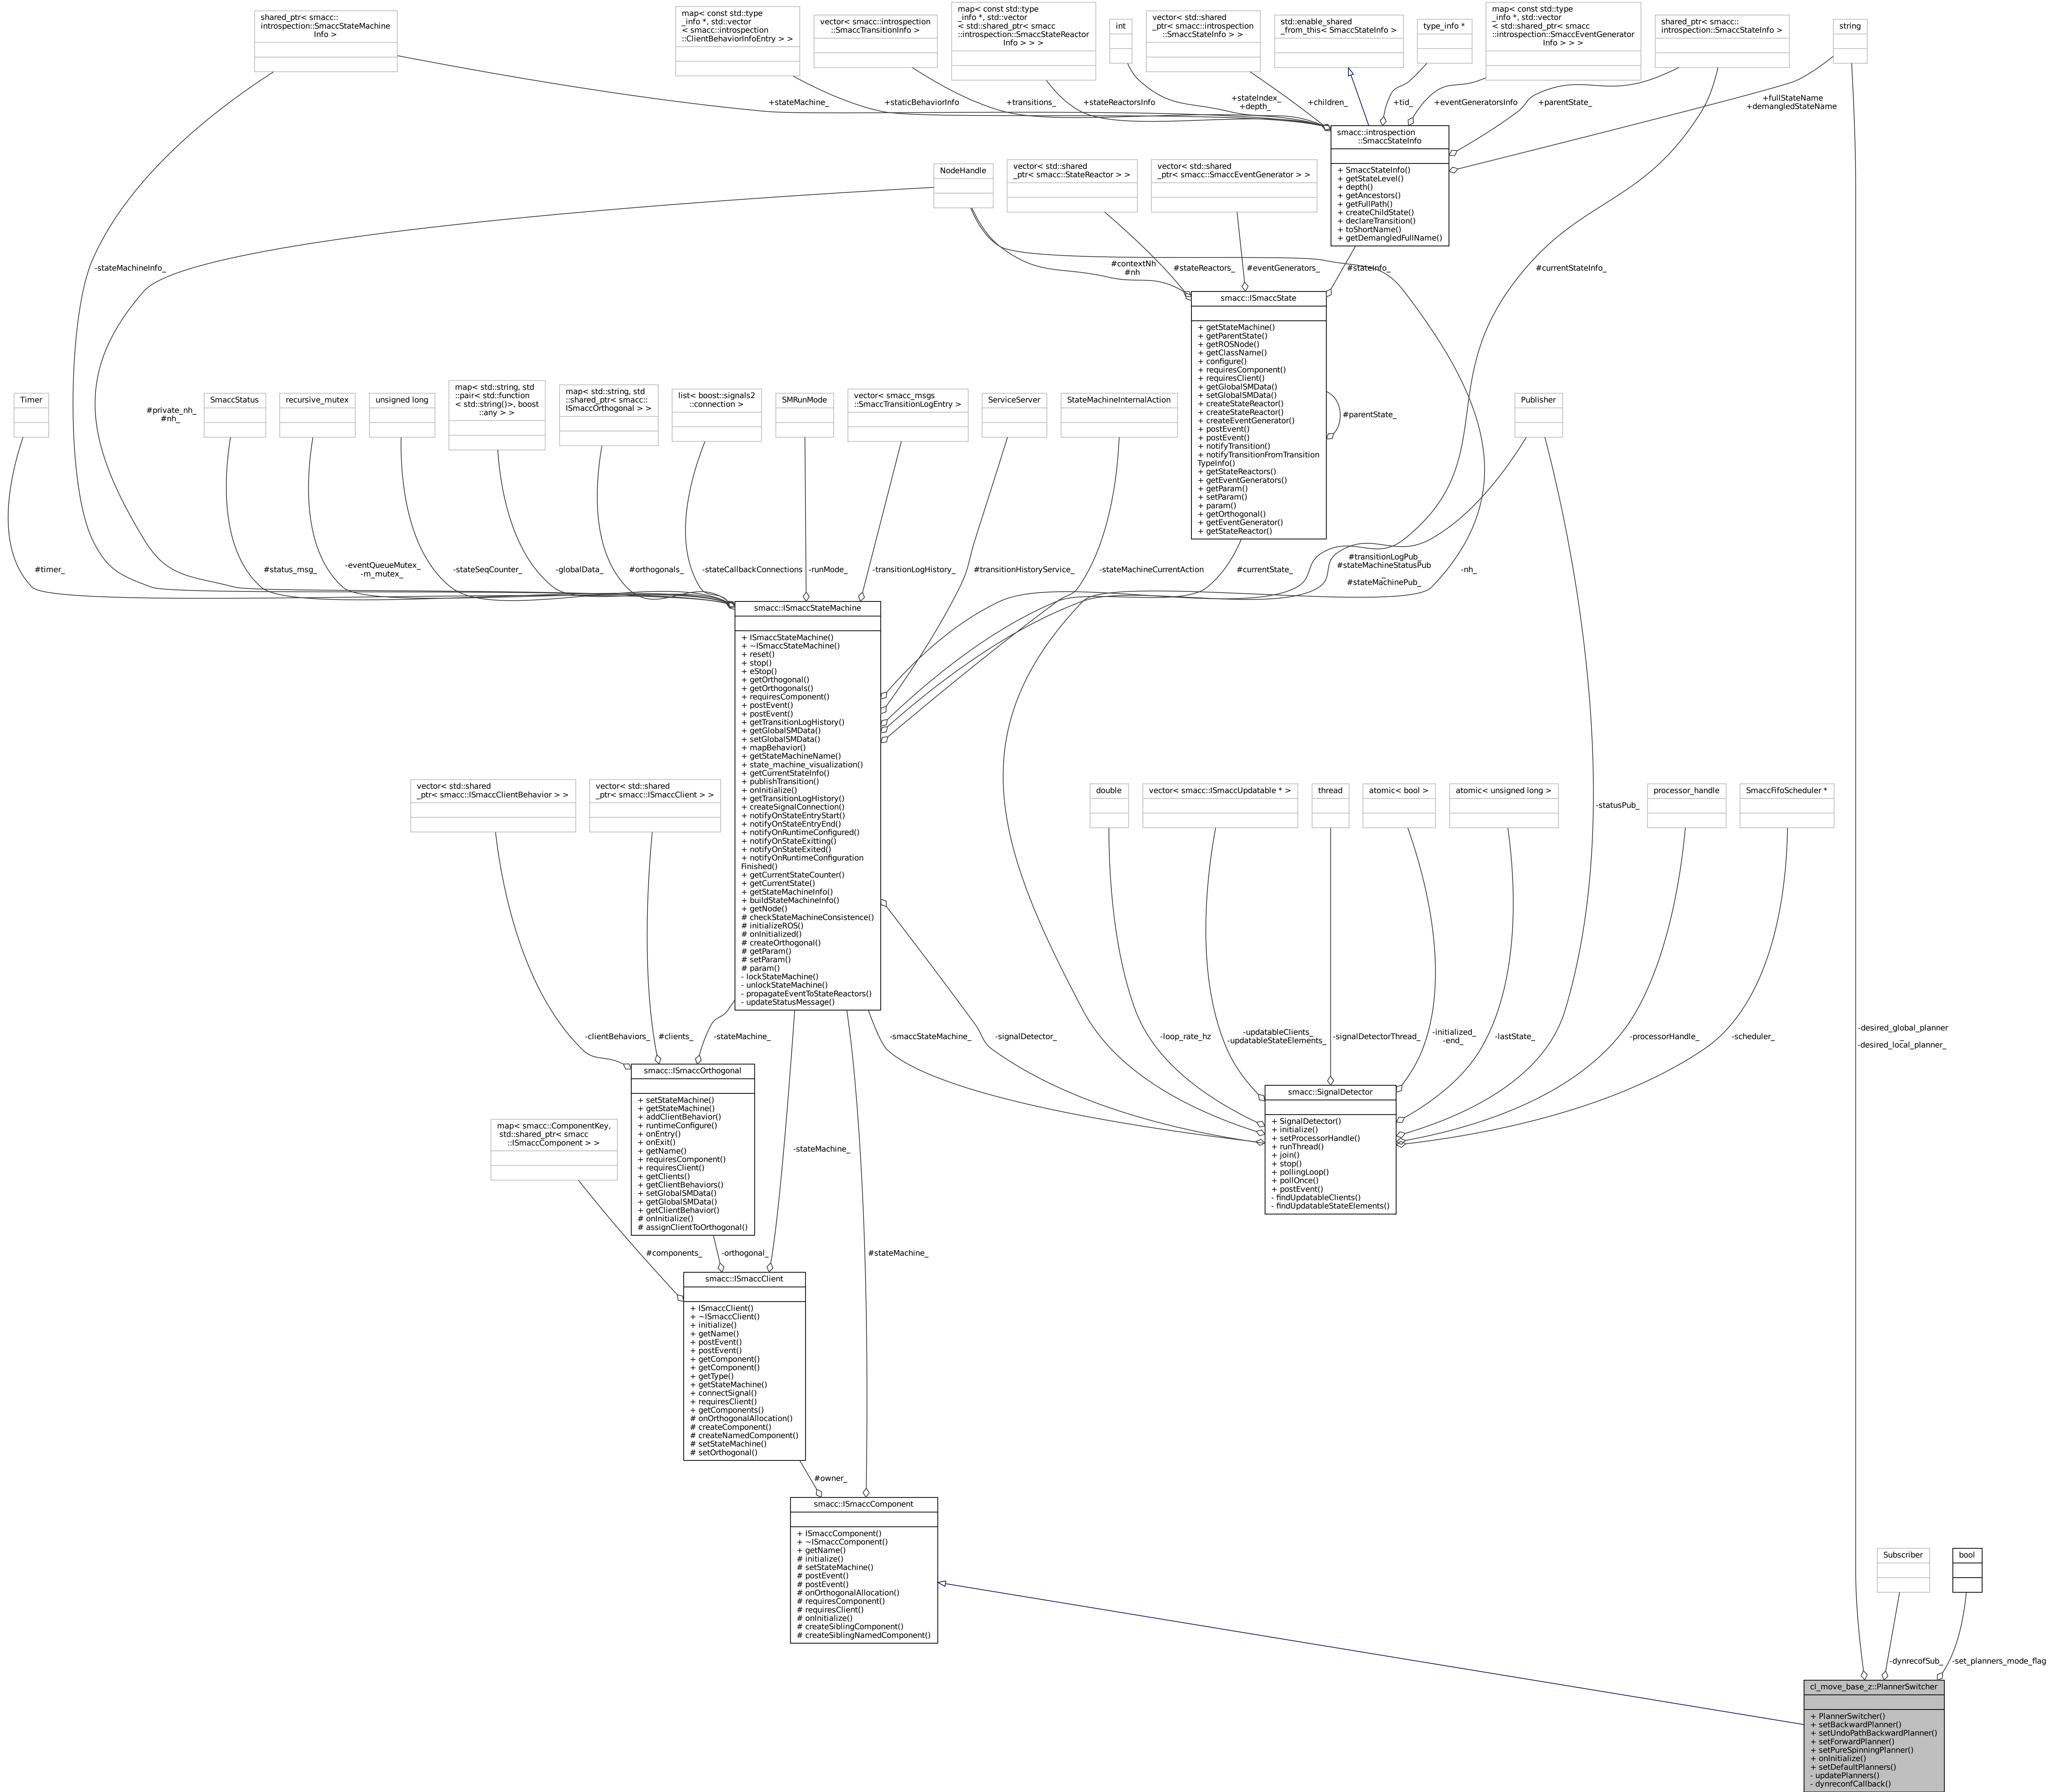 shared_ptr< smacc::
introspection::SmaccStateMachine
Info >
map< const std::type
_info *, std::vector
< smacc::introspection
::ClientBehaviorInfoEntry > >
vector< smacc::introspection
::SmaccTransitionInfo >
map< const std::type
_info *, std::vector
< std::shared_ptr< smacc
::introspection::SmaccStateReactor
Info > > >
int
vector< std::shared
_ptr< smacc::introspection
::SmaccStateInfo > >
std::enable_shared
_from_this< SmaccStateInfo >
type_info *
map< const std::type
_info *, std::vector
< std::shared_ptr< smacc
::introspection::SmaccEventGenerator
Info > > >
shared_ptr< smacc::
introspection::SmaccStateInfo >
string
+stateMachine_
+staticBehaviorInfo
+transitions_
+stateReactorsInfo
+stateIndex_
+depth_
+children_
+tid_
+eventGeneratorsInfo
+parentState_
+fullStateName
+demangledStateName
smacc::introspection
::SmaccStateInfo
+ SmaccStateInfo()
+ getStateLevel()
+ depth()
+ getAncestors()
+ getFullPath()
+ createChildState()
+ declareTransition()
+ toShortName()
+ getDemangledFullName()
NodeHandle
vector< std::shared
_ptr< smacc::StateReactor > >
vector< std::shared
_ptr< smacc::SmaccEventGenerator > >
-stateMachineInfo_
#contextNh
#nh
#stateReactors_
#eventGenerators_
#stateInfo_
#currentStateInfo_
smacc::ISmaccState
+ getStateMachine()
+ getParentState()
+ getROSNode()
+ getClassName()
+ configure()
+ requiresComponent()
+ requiresClient()
+ getGlobalSMData()
+ setGlobalSMData()
+ createStateReactor()
+ createStateReactor()
+ createEventGenerator()
+ postEvent()
+ postEvent()
+ notifyTransition()
+ notifyTransitionFromTransition
TypeInfo()
+ getStateReactors()
+ getEventGenerators()
+ getParam()
+ setParam()
+ param()
+ getOrthogonal()
+ getEventGenerator()
+ getStateReactor()
#parentState_
Timer
#private_nh_
#nh_
SmaccStatus
recursive_mutex
unsigned long
map< std::string, std
::pair< std::function
< std::string()>, boost
::any > >
map< std::string, std
::shared_ptr< smacc::
ISmaccOrthogonal > >
list< boost::signals2
::connection >
SMRunMode
vector< smacc_msgs
::SmaccTransitionLogEntry >
ServiceServer
StateMachineInternalAction
Publisher
#timer_
#status_msg_
-eventQueueMutex_
-m_mutex_
-stateSeqCounter_
-globalData_
#orthogonals_
-stateCallbackConnections
-runMode_
-transitionLogHistory_
#transitionHistoryService_
-stateMachineCurrentAction
#currentState_
#transitionLogPub_
#stateMachineStatusPub
_
#stateMachinePub_
-nh_
smacc::ISmaccStateMachine
+ ISmaccStateMachine()
+ ~ISmaccStateMachine()
+ reset()
+ stop()
+ eStop()
+ getOrthogonal()
+ getOrthogonals()
+ requiresComponent()
+ postEvent()
+ postEvent()
+ getTransitionLogHistory()
+ getGlobalSMData()
+ setGlobalSMData()
+ mapBehavior()
+ getStateMachineName()
+ state_machine_visualization()
+ getCurrentStateInfo()
+ publishTransition()
+ onInitialize()
+ getTransitionLogHistory()
+ createSignalConnection()
+ notifyOnStateEntryStart()
+ notifyOnStateEntryEnd()
+ notifyOnRuntimeConfigured()
+ notifyOnStateExitting()
+ notifyOnStateExited()
+ notifyOnRuntimeConfiguration
Finished()
+ getCurrentStateCounter()
+ getCurrentState()
+ getStateMachineInfo()
+ buildStateMachineInfo()
+ getNode()
# checkStateMachineConsistence()
# initializeROS()
# onInitialized()
# createOrthogonal()
# getParam()
# setParam()
# param()
- lockStateMachine()
- unlockStateMachine()
- propagateEventToStateReactors()
- updateStatusMessage()
vector< std::shared
_ptr< smacc::ISmaccClientBehavior > >
vector< std::shared
_ptr< smacc::ISmaccClient > >
double
vector< smacc::ISmaccUpdatable * >
thread
atomic< bool >
atomic< unsigned long >
-statusPub_
processor_handle
SmaccFifoScheduler *
-clientBehaviors_
#clients_
-stateMachine_
-smaccStateMachine_
-signalDetector_
-loop_rate_hz
-updatableClients_
-updatableStateElements_
-signalDetectorThread_
-initialized_
-end_
-lastState_
-processorHandle_
-scheduler_
-desired_global_planner
_
-desired_local_planner_
smacc::ISmaccOrthogonal
+ setStateMachine()
+ getStateMachine()
+ addClientBehavior()
+ runtimeConfigure()
+ onEntry()
+ onExit()
+ getName()
+ requiresComponent()
+ requiresClient()
+ getClients()
+ getClientBehaviors()
+ setGlobalSMData()
+ getGlobalSMData()
+ getClientBehavior()
# onInitialize()
# assignClientToOrthogonal()
smacc::SignalDetector
+ SignalDetector()
+ initialize()
+ setProcessorHandle()
+ runThread()
+ join()
+ stop()
+ pollingLoop()
+ pollOnce()
+ postEvent()
- findUpdatableClients()
- findUpdatableStateElements()
map< smacc::ComponentKey,
std::shared_ptr< smacc
::ISmaccComponent > >
-stateMachine_
#components_
-orthogonal_
#stateMachine_
smacc::ISmaccClient
+ ISmaccClient()
+ ~ISmaccClient()
+ initialize()
+ getName()
+ postEvent()
+ postEvent()
+ getComponent()
+ getComponent()
+ getType()
+ getStateMachine()
+ connectSignal()
+ requiresClient()
+ getComponents()
# onOrthogonalAllocation()
# createComponent()
# createNamedComponent()
# setStateMachine()
# setOrthogonal()
#owner_
smacc::ISmaccComponent
+ ISmaccComponent()
+ ~ISmaccComponent()
+ getName()
# initialize()
# setStateMachine()
# postEvent()
# postEvent()
# onOrthogonalAllocation()
# requiresComponent()
# requiresClient()
# onInitialize()
# createSiblingComponent()
# createSiblingNamedComponent()
Subscriber
bool
-dynrecofSub_
-set_planners_mode_flag
cl_move_base_z::PlannerSwitcher
+ PlannerSwitcher()
+ setBackwardPlanner()
+ setUndoPathBackwardPlanner()
+ setForwardPlanner()
+ setPureSpinningPlanner()
+ onInitialize()
+ setDefaultPlanners()
- updatePlanners()
- dynreconfCallback()